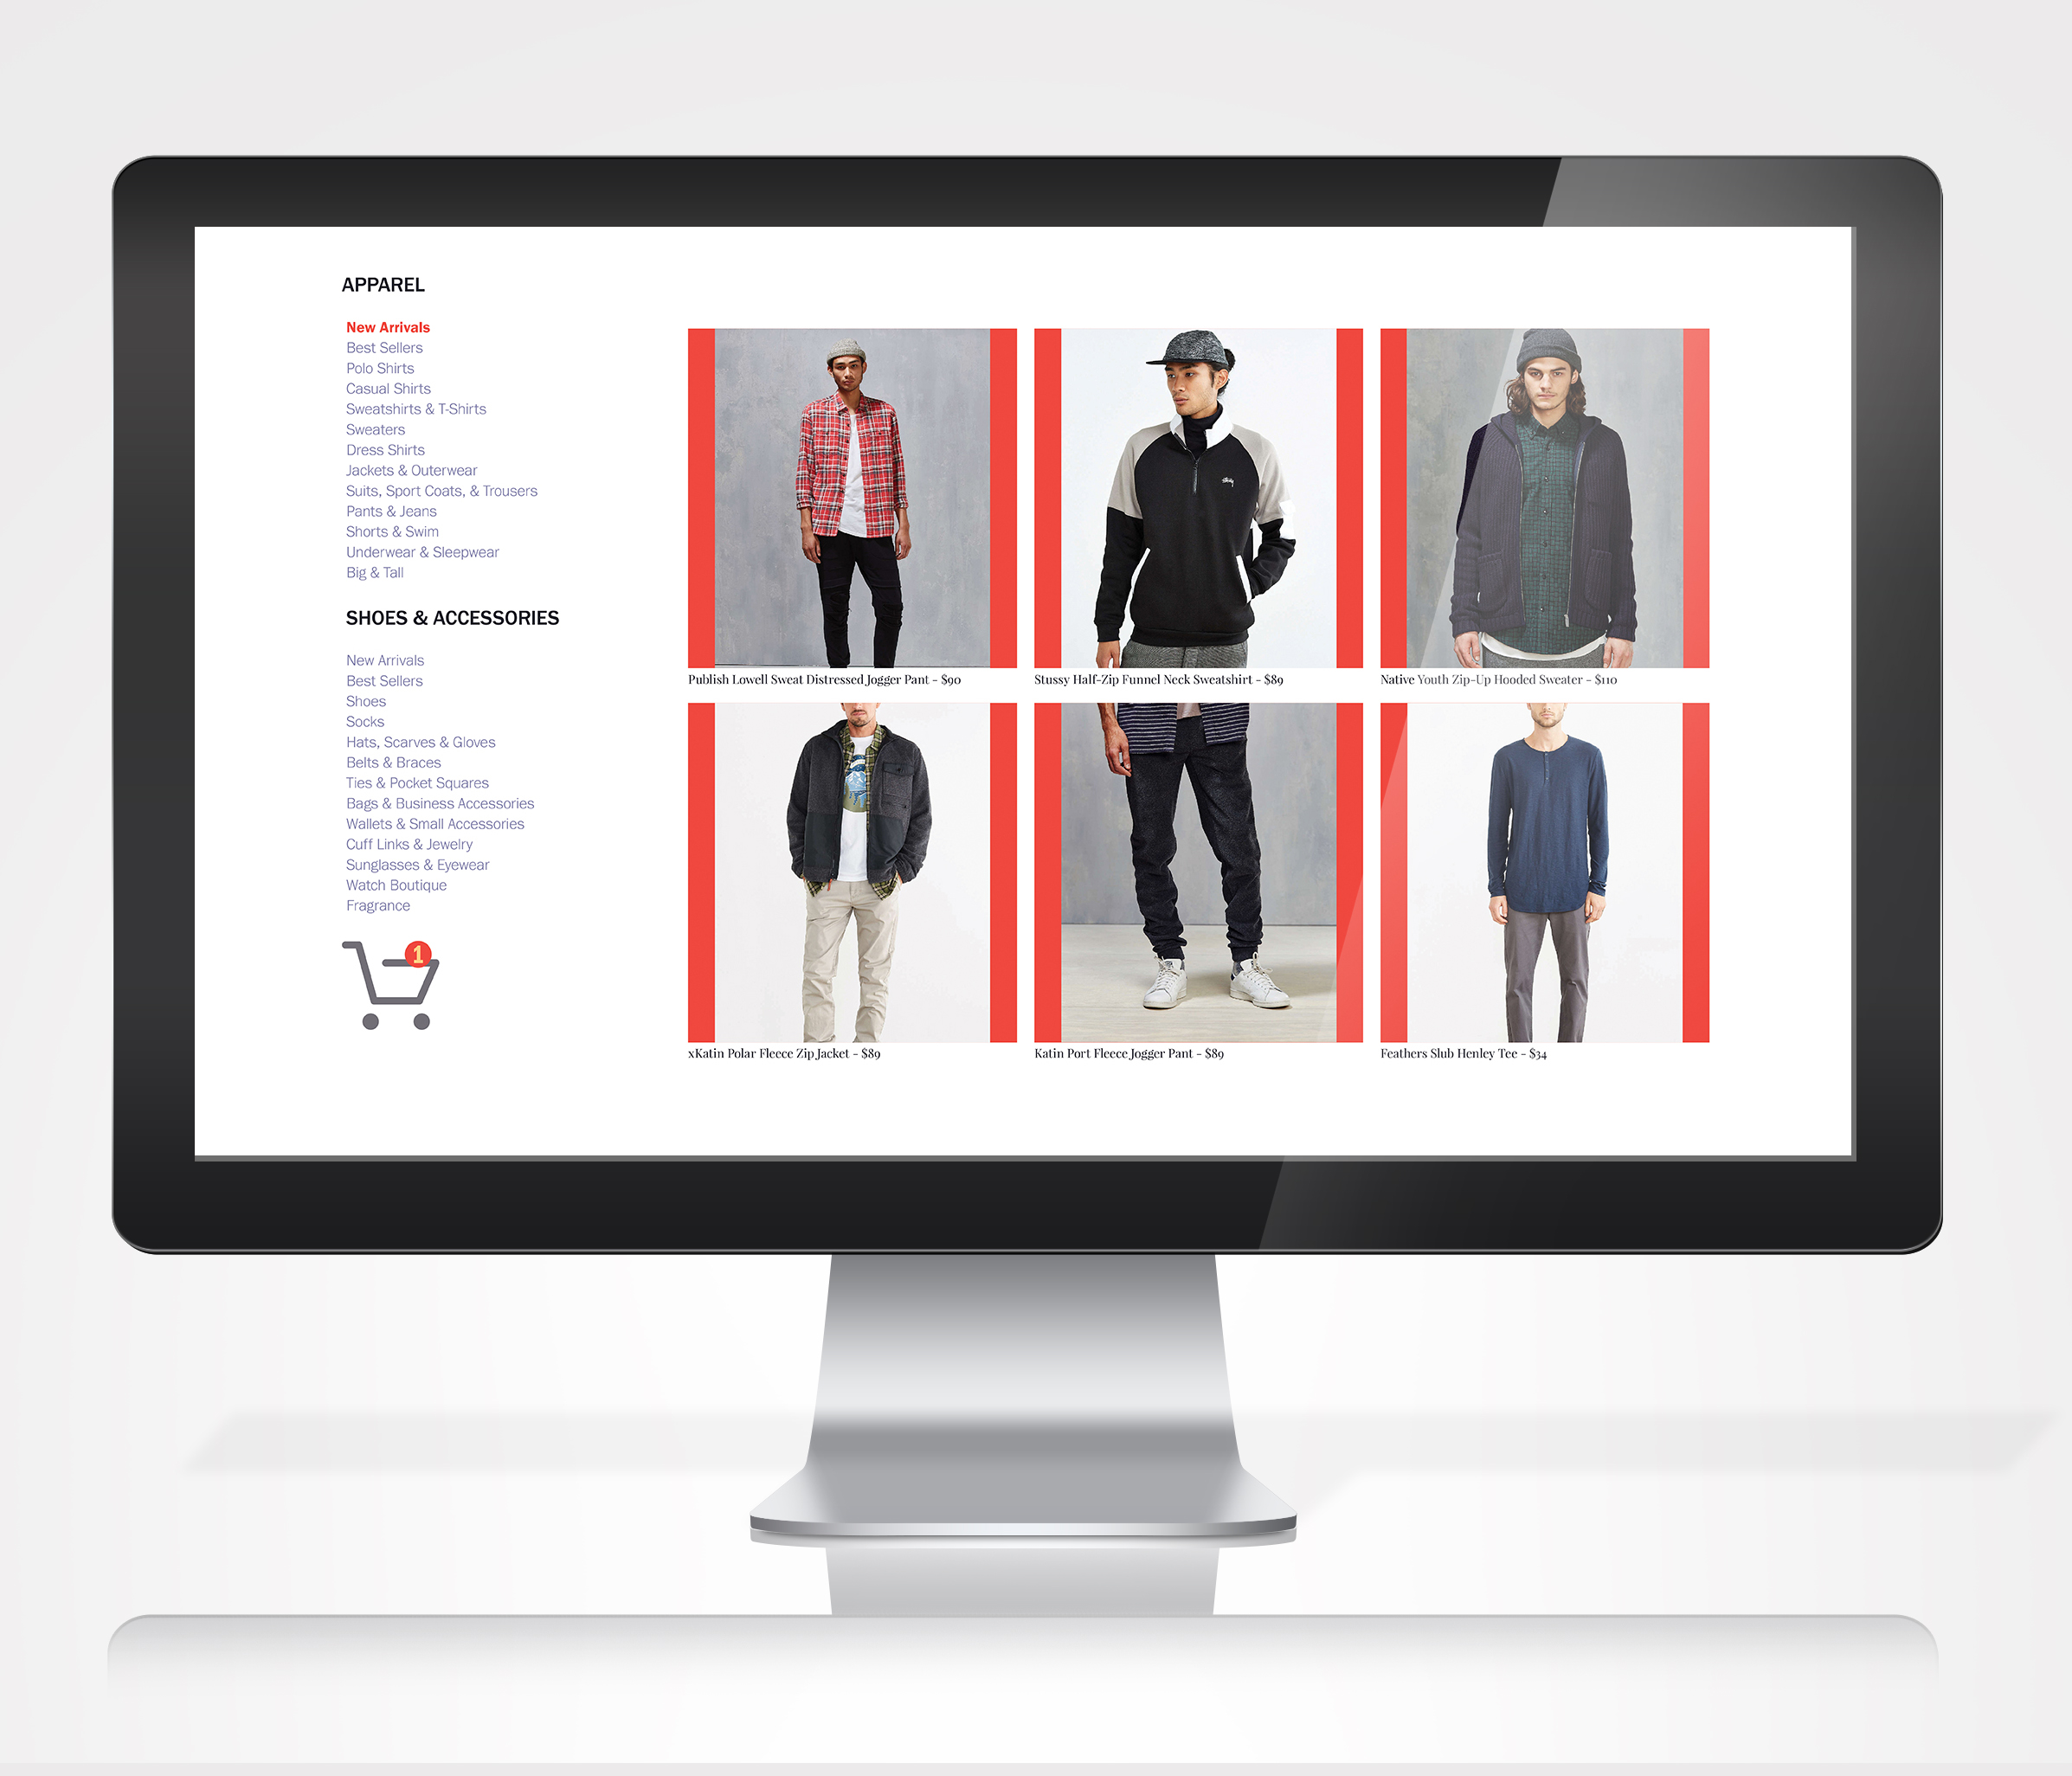 APPAREL
New Arrivals
Best Sellers
Polo Shirts
Casual Shirts
Sweatshirts & T-Shirts
Sweaters
Dress Shirts
Jackets & Outerwear
Suits, Sport Coats, & Trousers
Pants & Jeans
Shorts & Swim
Underwear & Sleepwear
Big & Tall
SHOES & ACCESSORIES
New Arrivals
Best Sellers
Shoes
Socks
Hats, Scarves & Gloves
Belts & Braces
Ties & Pocket Squares
Bags & Business Accessories
Wallets & Small Accessories
Cuff Links & Jewelry
Sunglasses & Eyewear
Watch Boutique
Fragrance
1
Stussy
Publish Lowell Sweat Distressed Jogger Pant - $90
Stussy Half-Zip Funnel Neck Sweatshirt - $89
Native Youth Zip-Up Hooded Sweater - $110
xKatin Polar Fleece Zip Jacket - $89
Katin Port Fleece Jogger Pant - $89
Feathers Slub Henley Tee - $34